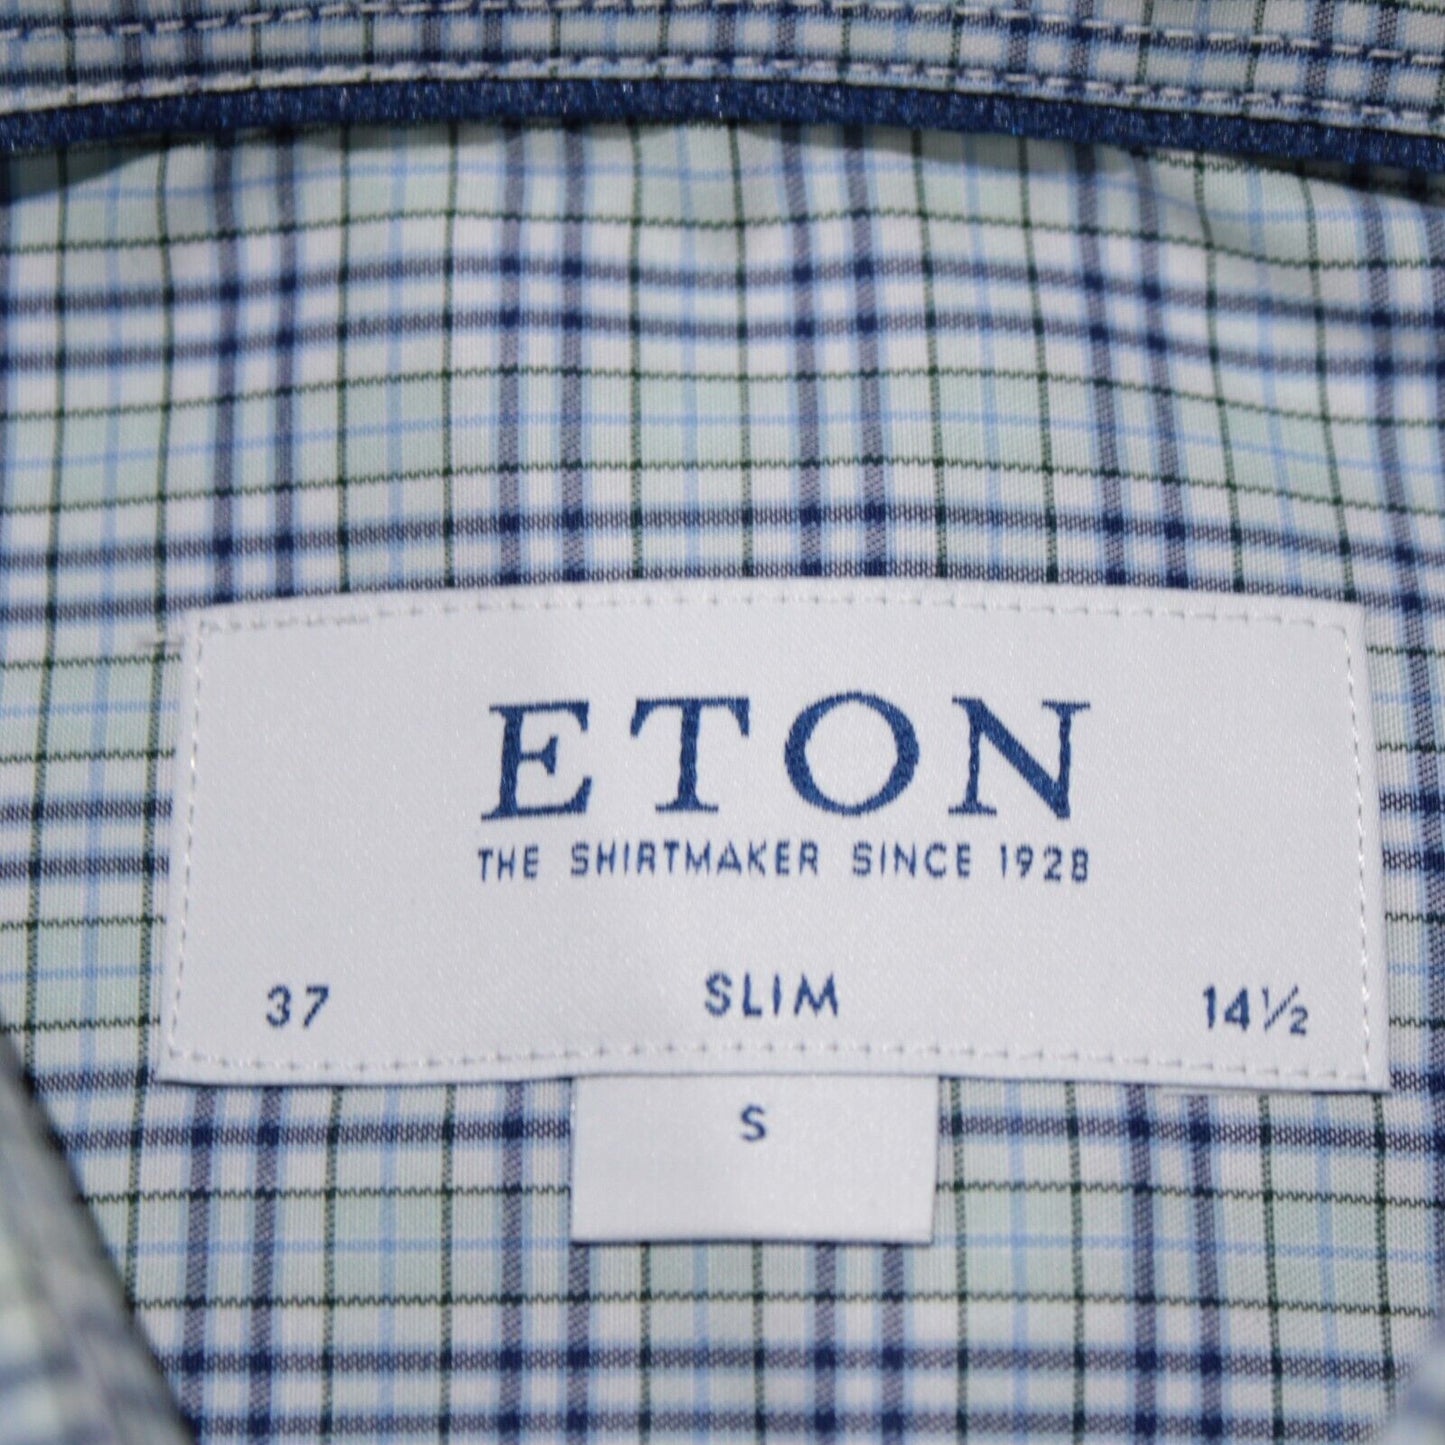 ETON
THE SHIRTMAKER SINCE 1928
37 SLIM 14½
S